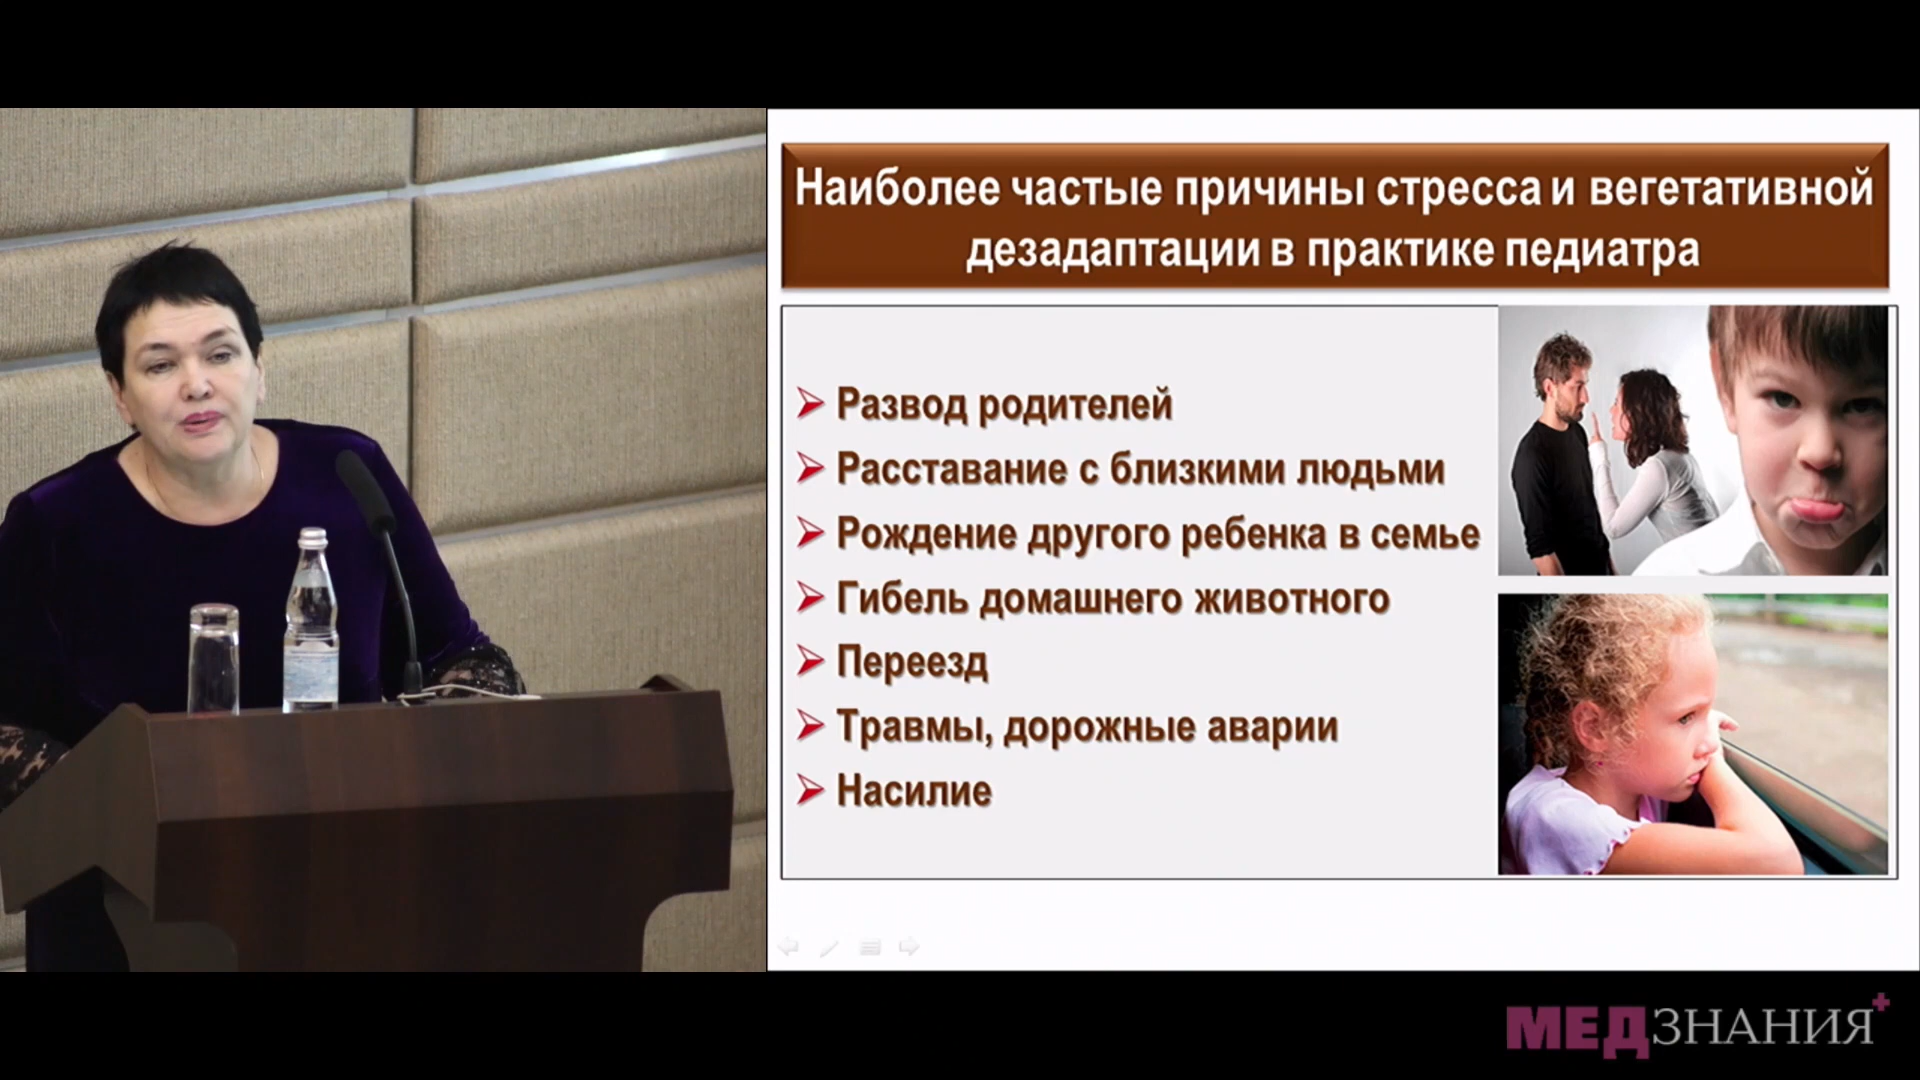 Наиболее частые причины стресса и вегетативной
дезадаптации в практике педиатра
Развод родителей
Расставание с близкими людьми
Рождение другого ребенка в семье
Гибель домашнего животного
Переезд
Травмы, дорожные аварии
Насилие
МЕДЗНАНИЯ+